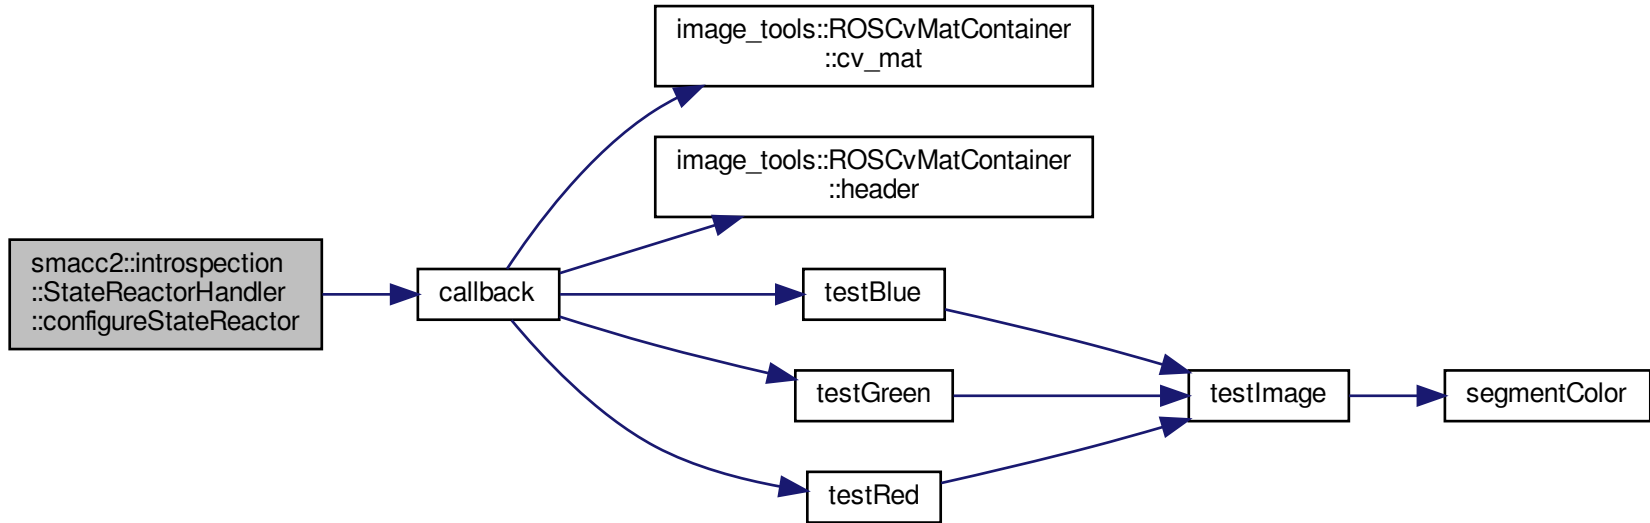 image_tools::ROSCvMatContainer
::cv_mat
image_tools::ROSCvMatContainer
::header
smacc2::introspection
::StateReactorHandler
::configureStateReactor
callback
testBlue
testGreen
testImage
segmentColor
testRed